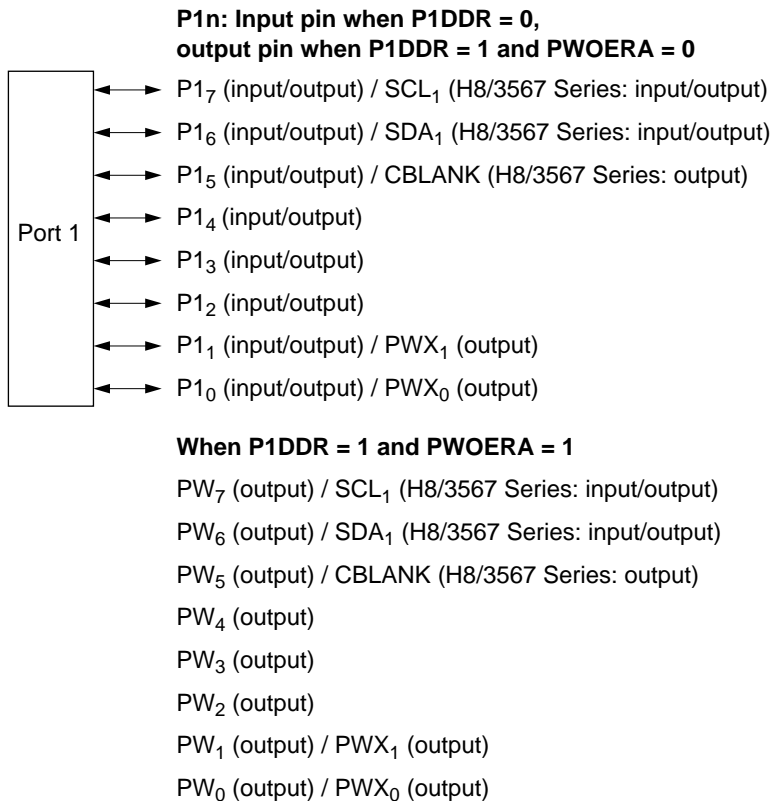 P1n: Input pin when P1DDR = 0,
output pin when P1DDR = 1 and PWOERA = 0
Port 1
P1₇ (input/output) / SCL₁ (H8/3567 Series: input/output)
P1₆ (input/output) / SDA₁ (H8/3567 Series: input/output)
P1₅ (input/output) / CBLANK (H8/3567 Series: output)
P1₄ (input/output)
P1₃ (input/output)
P1₂ (input/output)
P1₁ (input/output) / PWX₁ (output)
P1₀ (input/output) / PWX₀ (output)
When P1DDR = 1 and PWOERA = 1
PW₇ (output) / SCL₁ (H8/3567 Series: input/output)
PW₆ (output) / SDA₁ (H8/3567 Series: input/output)
PW₅ (output) / CBLANK (H8/3567 Series: output)
PW₄ (output)
PW₃ (output)
PW₂ (output)
PW₁ (output) / PWX₁ (output)
PW₀ (output) / PWX₀ (output)